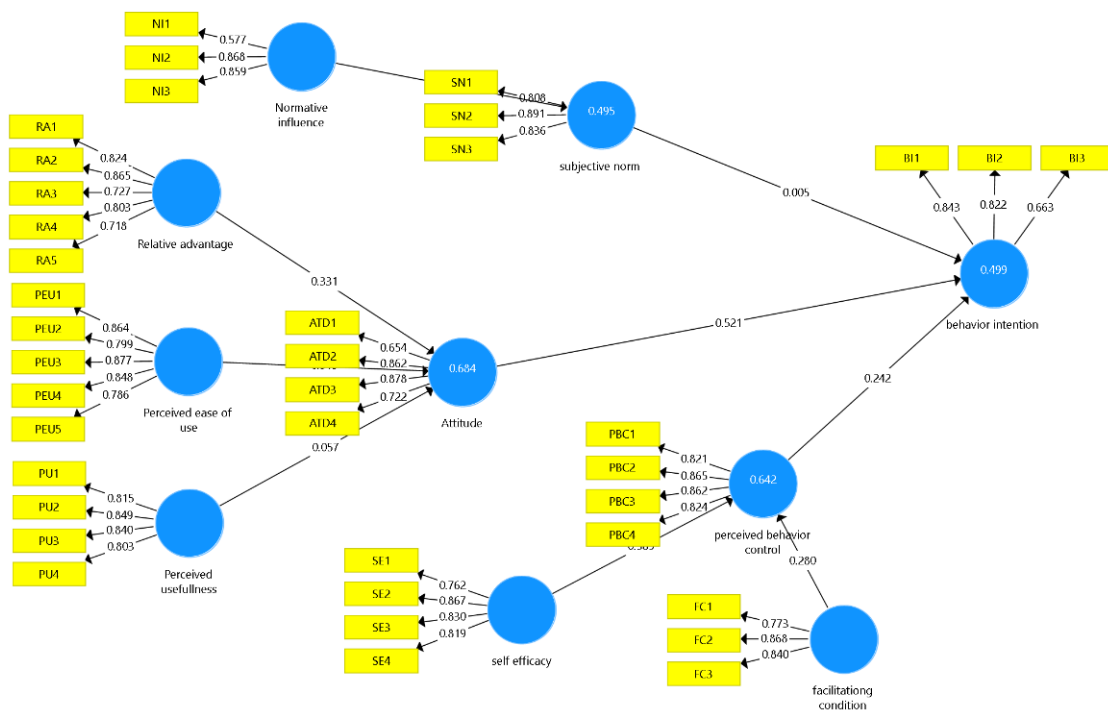 NI1
NI2
NI3
0.577
0.868
0.859
Normative
influence
SN1
SN2
SN3
0.808
0.891
0.836
0.495
subjective norm
RA1
RA2
RA3
RA4
RA5
0.824
0.865
0.727
0.803
0.718
Relative advantage
0.331
BI1
BI2
BI3
0.843
0.822
0.663
0.005
0.499
behavior intention
PEU1
PEU2
PEU3
PEU4
PEU5
0.864
0.799
0.877
0.848
0.786
Perceived ease of
use
ATD1
ATD2
ATD3
ATD4
0.654
0.862
0.878
0.722
0.684
Attitude
0.521
0.242
0.057
PU1
PU2
PU3
PU4
0.815
0.849
0.840
0.803
Perceived
usefullness
PBC1
PBC2
PBC3
PBC4
0.821
0.865
0.862
0.824
0.642
perceived behavior
control
0.280
SE1
SE2
SE3
SE4
0.762
0.867
0.830
0.819
self efficacy
FC1
FC2
FC3
0.773
0.868
0.840
facilitationg
condition